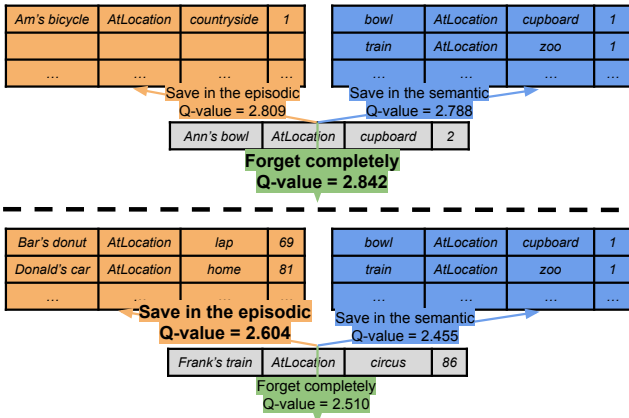 Am's bicycle AtLocation countryside 1
... ... ... ...
bowl AtLocation cupboard 1
train AtLocation zoo 1
... ... ... ...
Save in the episodic
Q-value = 2.809
Save in the semantic
Q-value = 2.788
Ann's bowl AtLocation cupboard 2
Forget completely
Q-value = 2.842
Bar's donut AtLocation lap 69
Donald's car AtLocation home 81
... ... ... ...
bowl AtLocation cupboard 1
train AtLocation zoo 1
... ... ... ...
Save in the episodic
Q-value = 2.604
Save in the semantic
Q-value = 2.455
Frank's train AtLocation circus 86
Forget completely
Q-value = 2.510